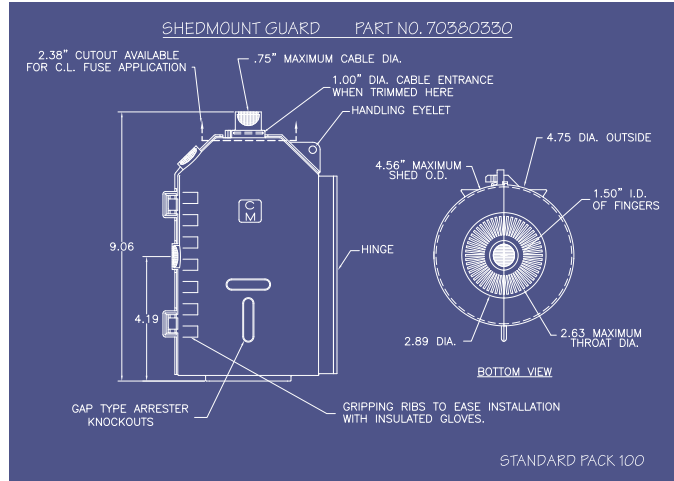 SHEDMOUNT GUARD PART NO. 70380330
2.38" CUTOUT AVAILABLE
FOR C.L. FUSE APPLICATION
.75" MAXIMUM CABLE DIA.
1.00" DIA. CABLE ENTRANCE
WHEN TRIMMED HERE
HANDLING EYELET
4.75 DIA. OUTSIDE
4.56" MAXIMUM
SHED O.D.
1.50" I.D.
OF FINGERS
C
M
9.06
HINGE
4.19
2.89 DIA.
2.63 MAXIMUM
THROAT DIA.
BOTTOM VIEW
GAP TYPE ARRESTER
KNOCKOUTS
GRIPPING RIBS TO EASE INSTALLATION
WITH INSULATED GLOVES.
STANDARD PACK 100